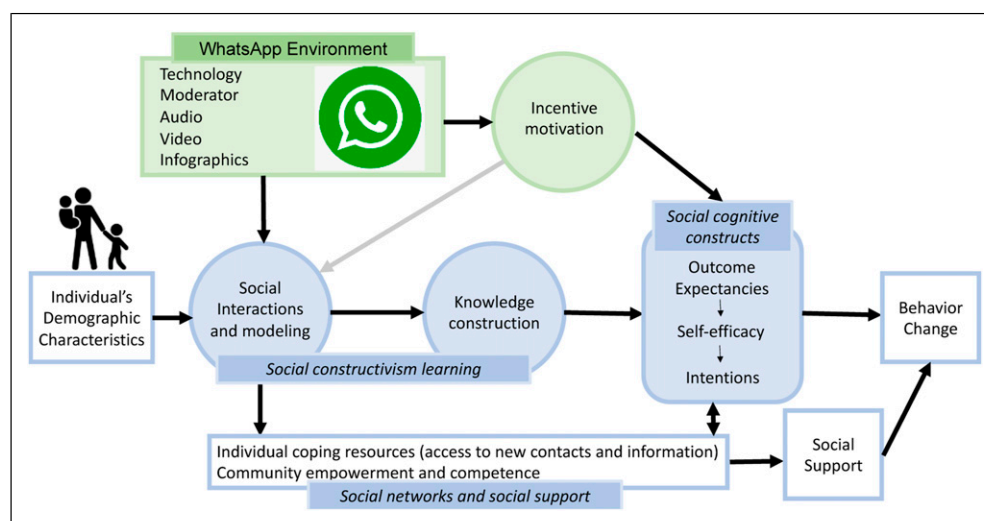 WhatsApp Environment
Technology
Moderator
Audio
Video
Infographics
Incentive
motivation
Social cognitive
constructs
Individual's
Demographic
Characteristics
Social
Interactions
and modeling
Knowledge
construction
Outcome
Expectancies
Self-efficacy
Intentions
Behavior
Change
Social constructivism learning
Individual coping resources (access to new contacts and information)
Community empowerment and competence
Social networks and social support
Social
Support